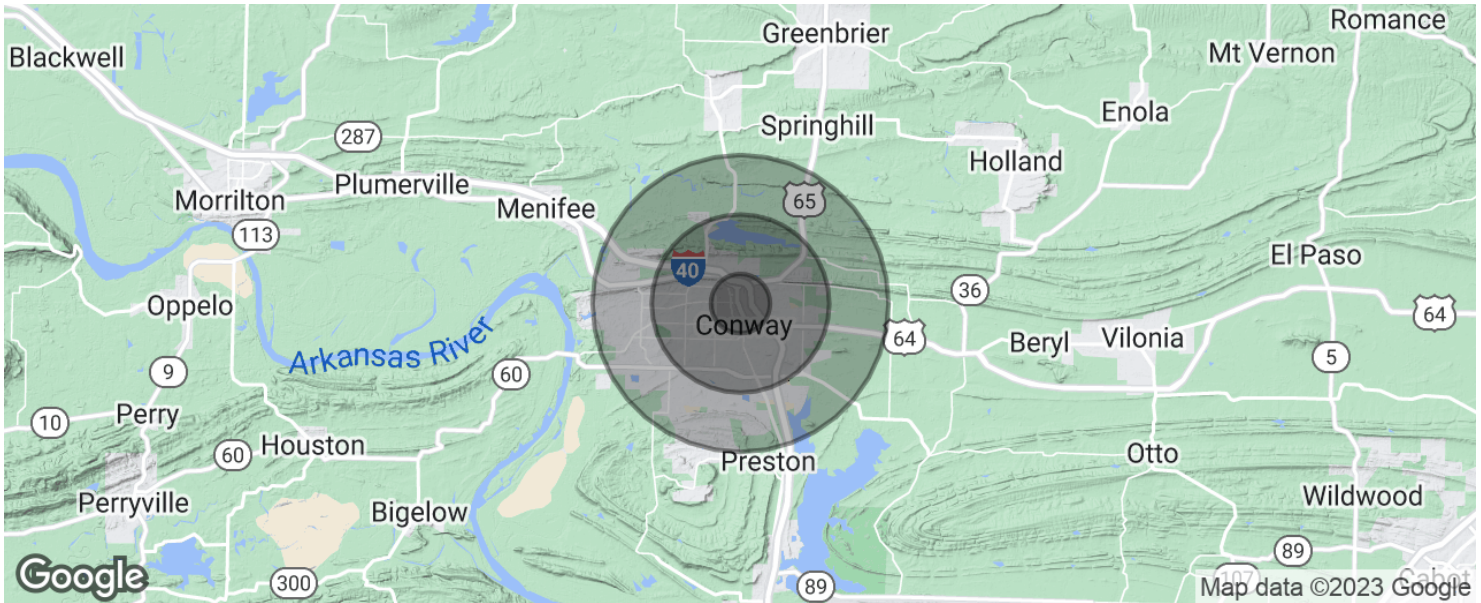 Romance
Greenbrier
Blackwell
Mt Vernon
Enola
Springhill
287
Holland
Plumerville
65
Morrilton
Menifee
113
El Paso
40
36
Oppelo
64
Conway
64
Arkansas River
Beryl
Vilonia
5
9
60
Perry
10
Houston
60
Preston
Otto
Perryville
Wildwood
Bigelow
89
Google
300
89
107
Cabot
Map data ©2023 Google